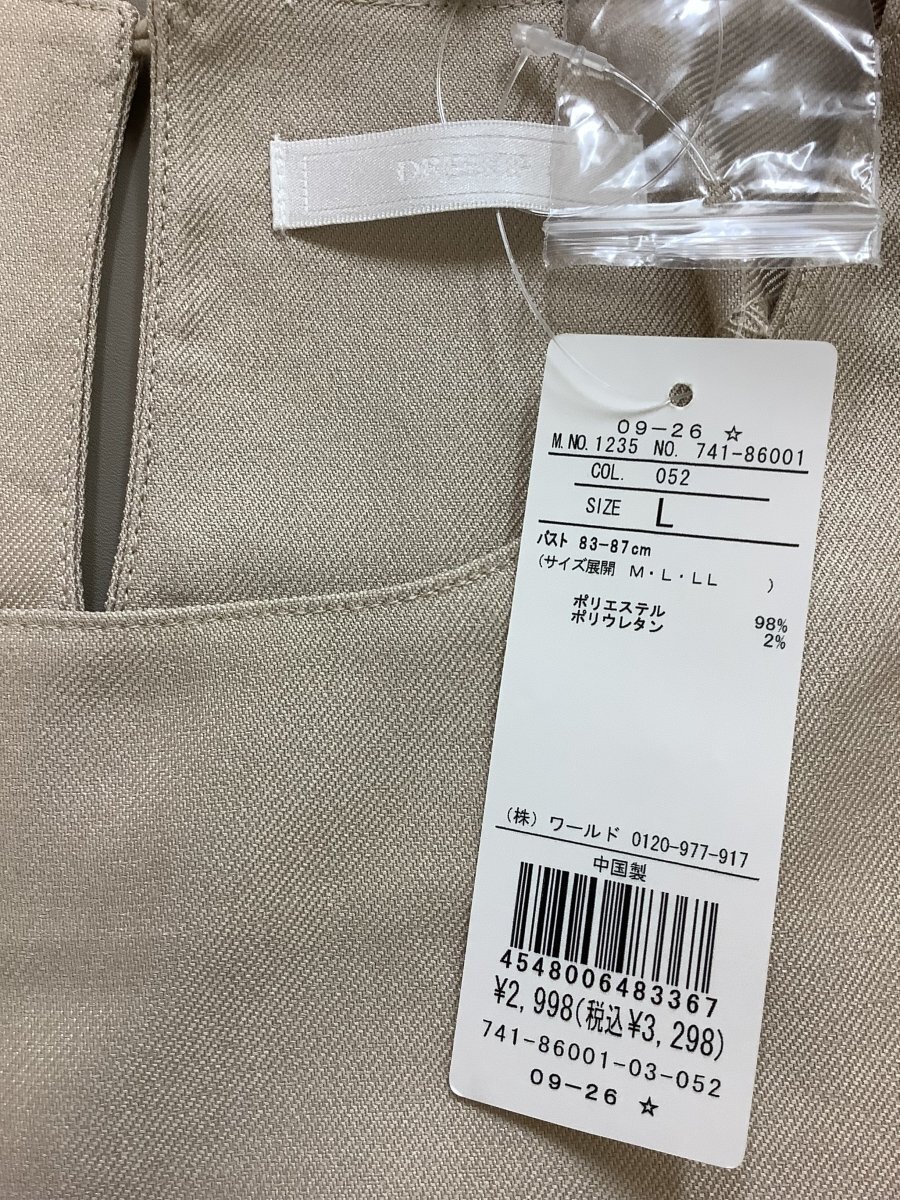 09-26 ☆
M.NO.1235 NO. 741-86001
COL. 052
SIZE L
バスト 83-87cm
(サイズ展開 M・L・LL )
ポリエステル 98%
ポリウレタン 2%
(株) ワールド 0120-977-917
中国製
4548006483367
¥2,998(税込¥3,298)
741-86001-03-052
09-26 ☆